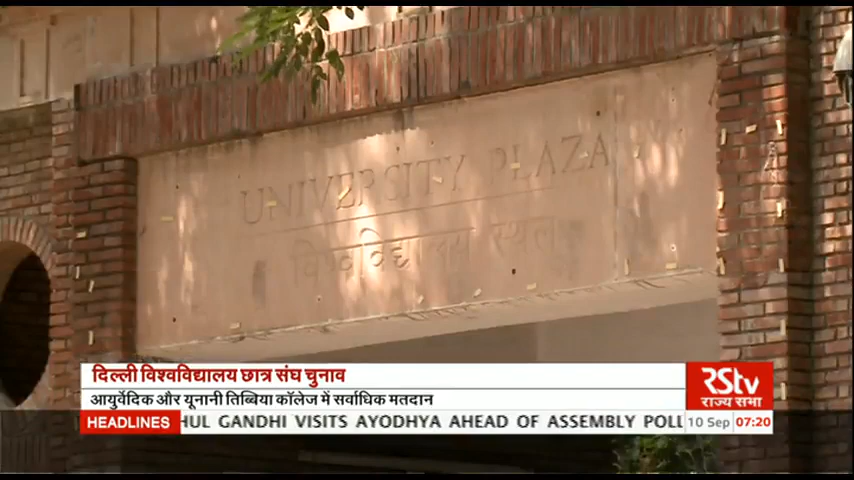 UNIVERSITY PLAZA
विश्वविद्यालय स्थल
दिल्ली विश्वविद्यालय छात्र संघ चुनाव
आयुर्वेदिक और यूनानी तिब्बिया कॉलेज में सर्वाधिक मतदान
RStv
राज्य सभा
HEADLINES HUL GANDHI VISITS AYODHYA AHEAD OF ASSEMBLY POLL 10 Sep 07:20